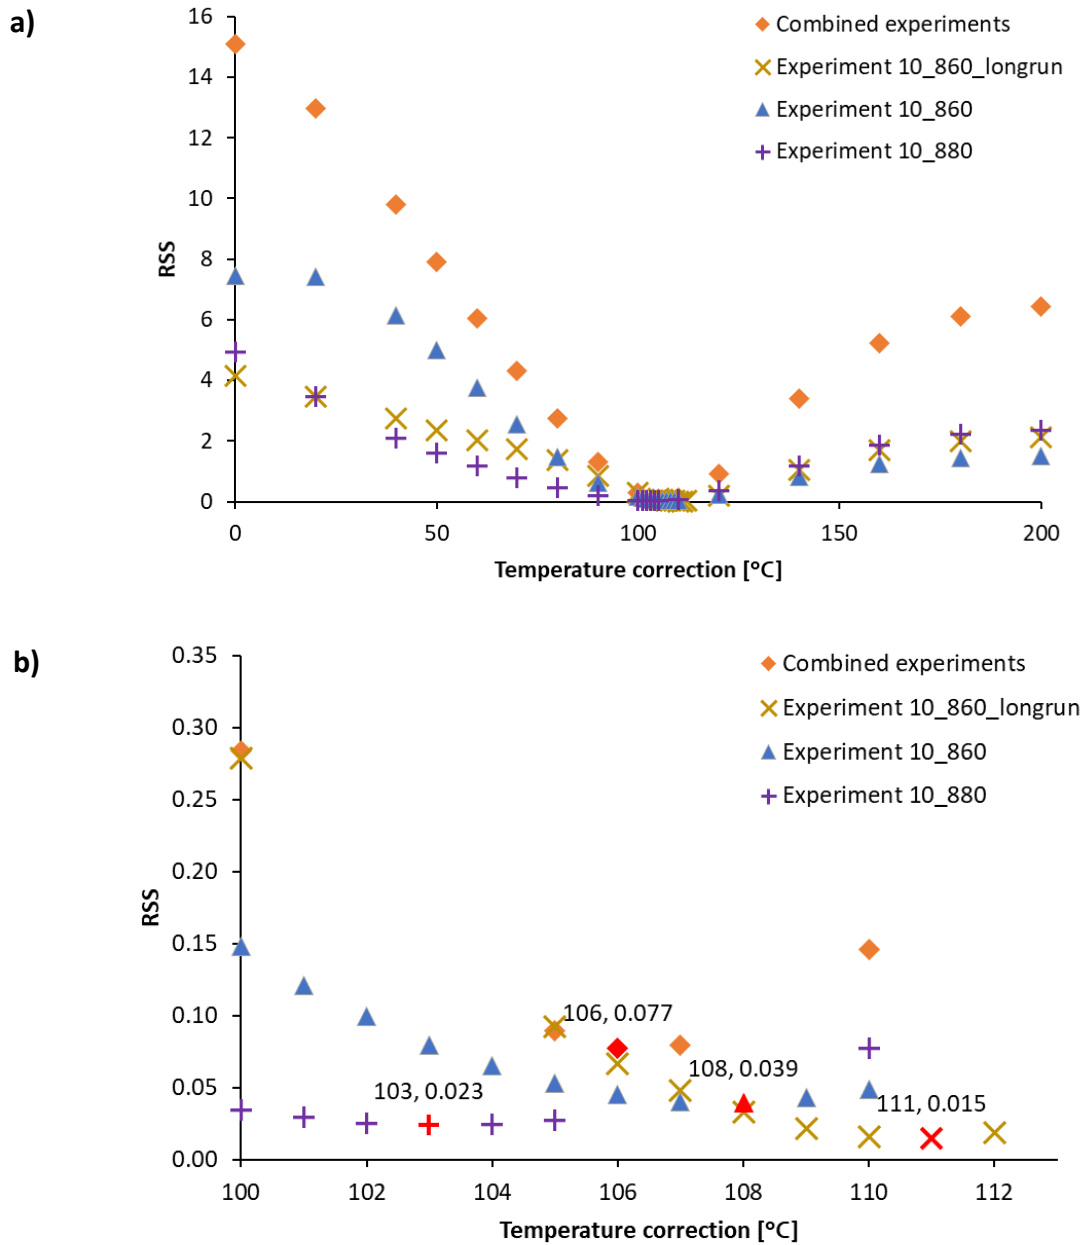 a)
16
14
12
10
8
6
4
2
0
RSS
0 50 100 150 200
Temperature correction [°C]
Combined experiments
Experiment 10_860_longrun
Experiment 10_860
Experiment 10_880
b)
0.35
0.30
0.25
0.20
0.15
0.10
0.05
0.00
RSS
100 102 104 106 108 110 112
Temperature correction [°C]
Combined experiments
Experiment 10_860_longrun
Experiment 10_860
Experiment 10_880
106, 0.077
108, 0.039
103, 0.023
111, 0.015